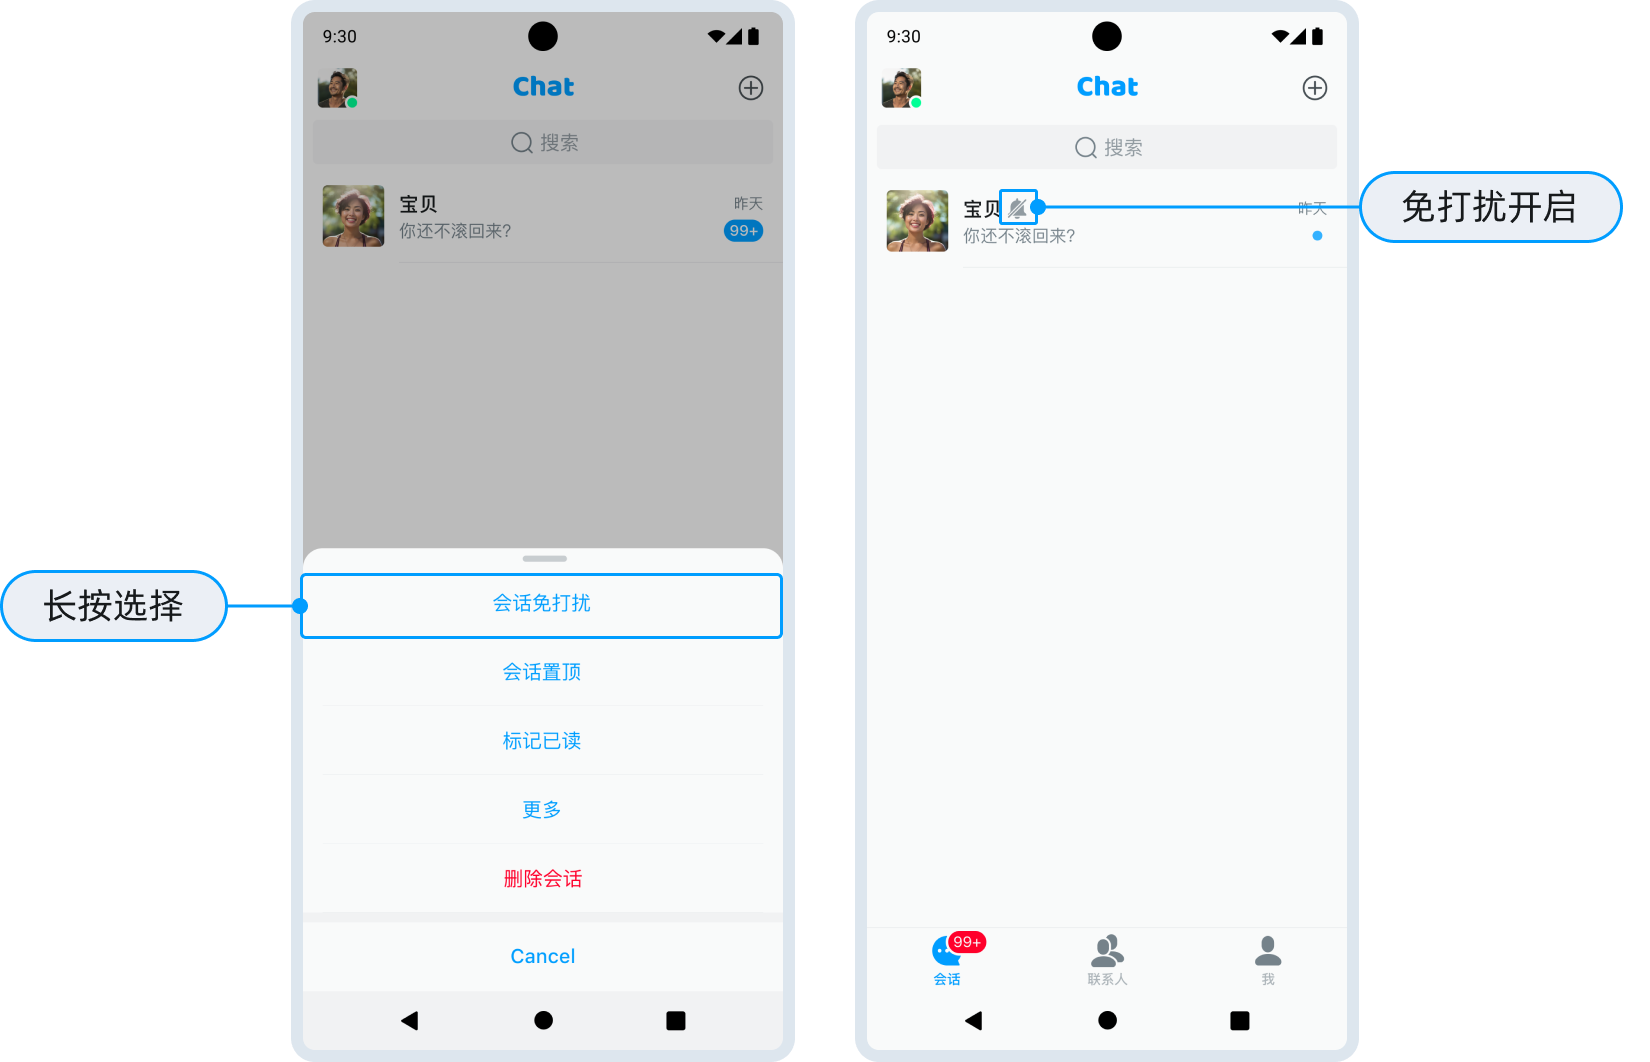 9:30
Chat
搜索
宝贝
昨天
你还不滚回来?
99+
长按选择
会话免打扰
会话置顶
标记已读
更多
删除会话
Cancel
9:30
Chat
搜索
宝贝
昨天
你还不滚回来?
免打扰开启
99+
会话
联系人
我